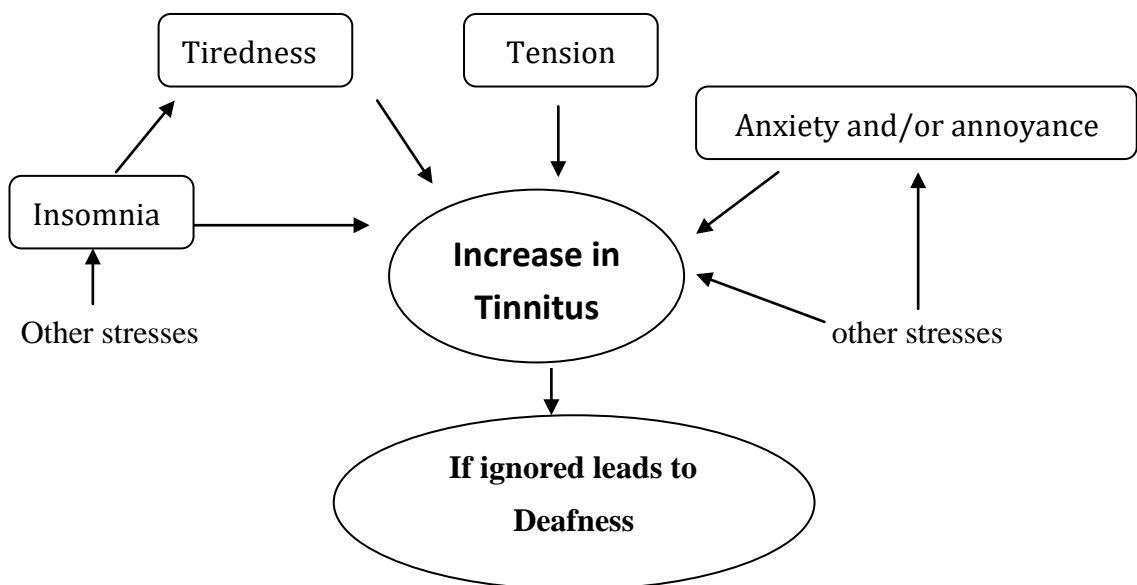 Tiredness
Tension
Anxiety and/or annoyance
Insomnia
Increase in
Tinnitus
Other stresses
other stresses
If ignored leads to
Deafness